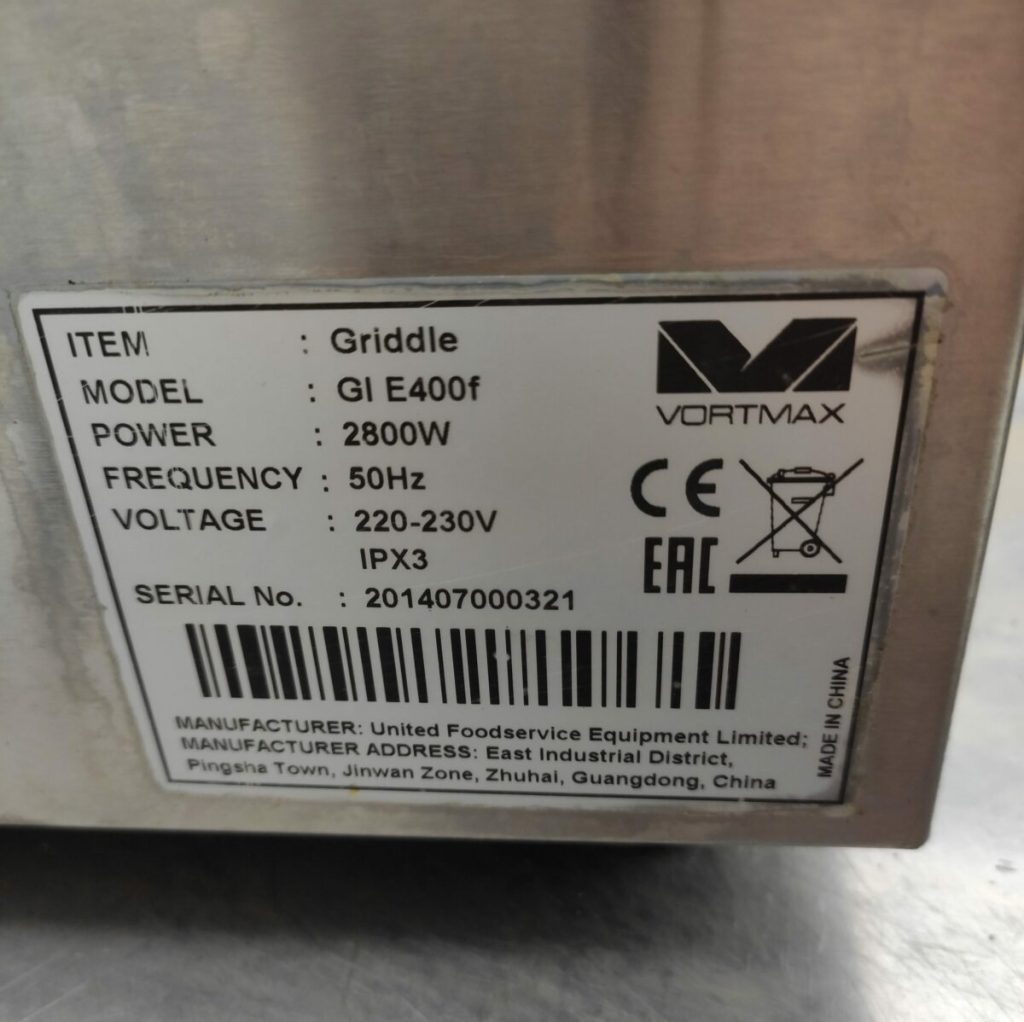 ITEM : Griddle
MODEL : GI E400f
POWER : 2800W
FREQUENCY : 50Hz
VOLTAGE : 220-230V
IPX3
SERIAL No. : 201407000321
VORTMAX
CE
EAC
MANUFACTURER: United Foodservice Equipment Limited;
MANUFACTURER ADDRESS: East Industrial District,
Pingsha Town, Jinwan Zone, Zhuhai, Guangdong, China
MADE IN CHINA